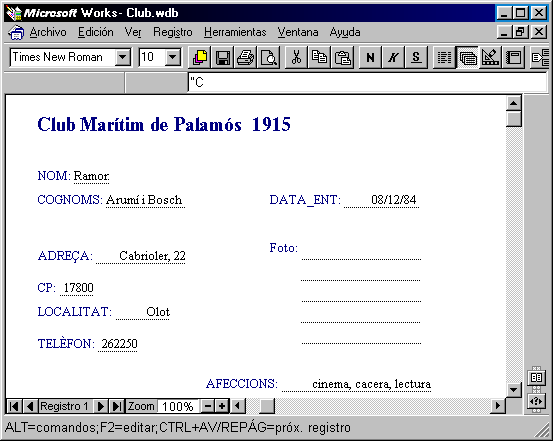 Microsoft Works - Club.wdb
Archivo Edición Ver Registro Herramientas Ventana Ayuda
Times New Roman 10 N K S
"C
Club Marítim de Palamós 1915
NOM: Ramon
COGNOMS: Arumí i Bosch DATA_ENT: 08/12/84
ADREÇA: Cabrioler, 22 Foto:
CP: 17800
LOCALITAT: Olot
TELÈFON: 262250
AFECCIONS: cinema, cacera, lectura
Registro 1 Zoom 100%
ALT=comandos;F2=editar;CTRL+AV/REPÁG=próx. registro